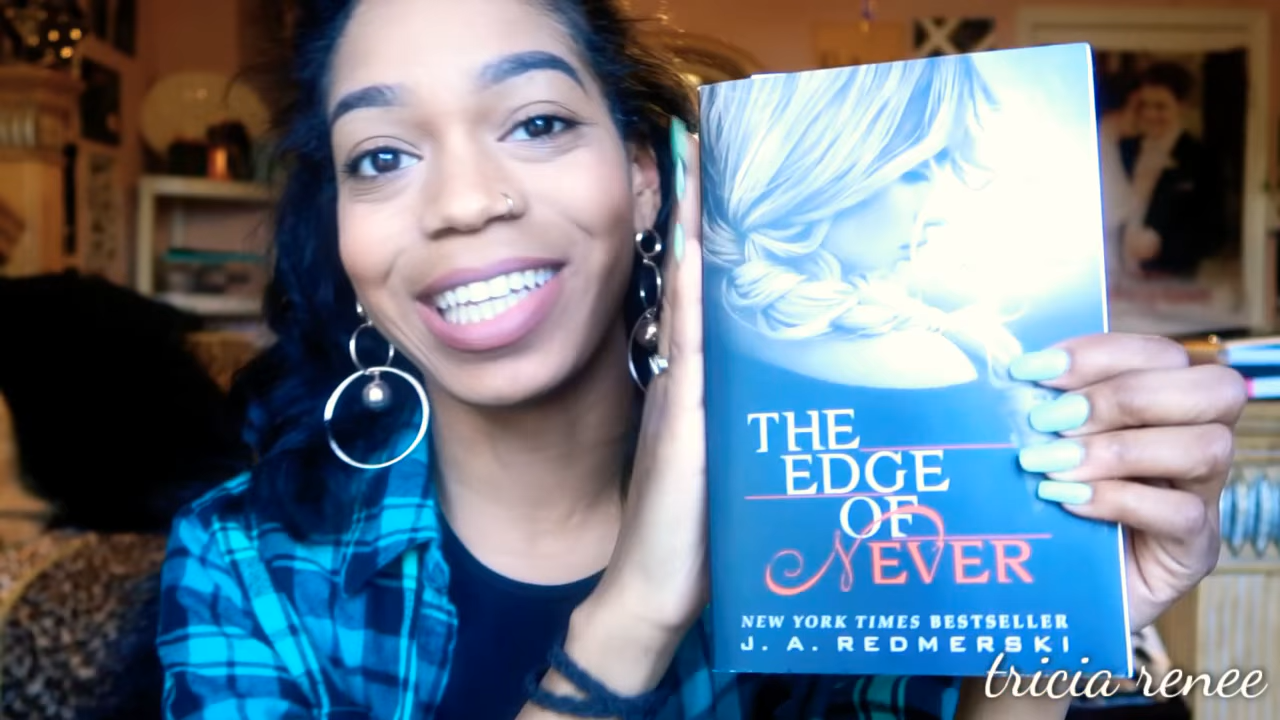 THE
EDGE
OF
NEVER
NEW YORK TIMES BESTSELLER
J. A. REDMERSKI
tricia renee